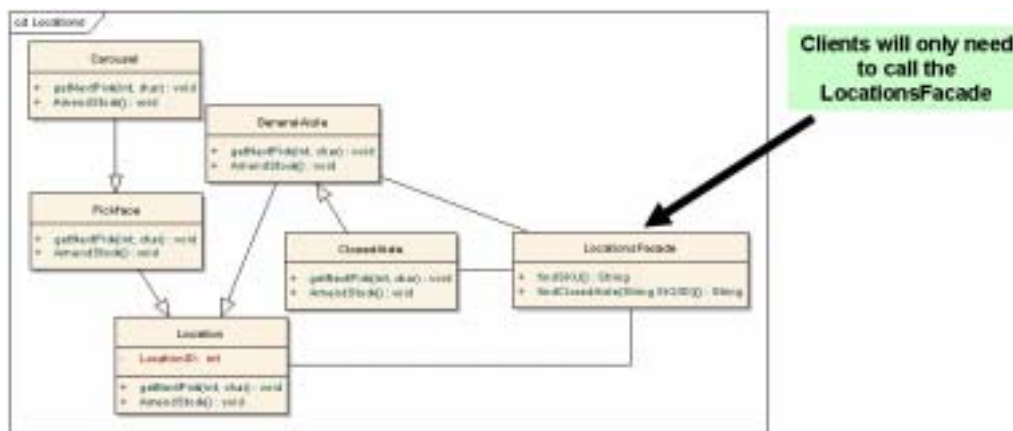 cd Locations
Carousel
+ getNextPick(int, char) : void
+ AmendStock() : void
GeneralAisle
+ getNextPick(int, char) : void
+ AmendStock() : void
Pickface
+ getNextPick(int, char) : void
+ AmendStock() : void
ClosedAisle
+ getNextPick(int, char) : void
+ AmendStock() : void
LocationsFacade
+ findSKU() : String
+ findClosedAisle(String) : String
Location
- LocationID: int
+ getNextPick(int, char) : void
+ AmendStock() : void
Clients will only need
to call the
LocationsFacade